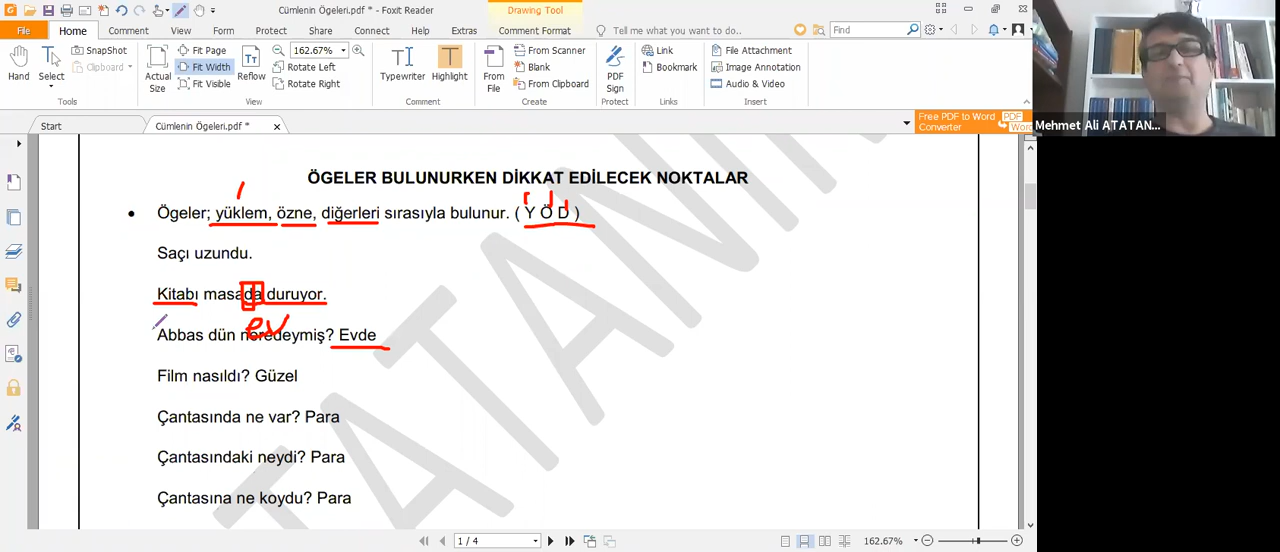 Cümlenin Ögeleri.pdf * - Foxit Reader
Drawing Tool
File Home Comment View Form Protect Share Connect Help Extras Comment Format Tell me what you want to do... Find
SnapShot
Clipboard
Hand
Select
Tools
Actual Size
Fit Page
Fit Width
Fit Visible
Reflow
162.67%
Rotate Left
Rotate Right
View
Typewriter
Highlight
Comment
From File
From Scanner
Blank
From Clipboard
Create
PDF Sign
Protect
Link
Bookmark
Links
File Attachment
Image Annotation
Audio & Video
Insert
Mehmet Ali ATATAN...
Start
Cümlenin Ögeleri.pdf *
Free PDF to Word Converter
PDF
Word
ÖGELER BULUNURKEN DİKKAT EDİLECEK NOKTALAR
• Ögeler; yüklem, özne, diğerleri sırasıyla bulunur. ( Y Ö D )
Saçı uzundu.
Kitabı masada duruyor.
ev
Abbas dün neredeymiş? Evde
Film nasıldı? Güzel
Çantasında ne var? Para
Çantasındaki neydi? Para
Çantasına ne koydu? Para
1 / 4
162.67%